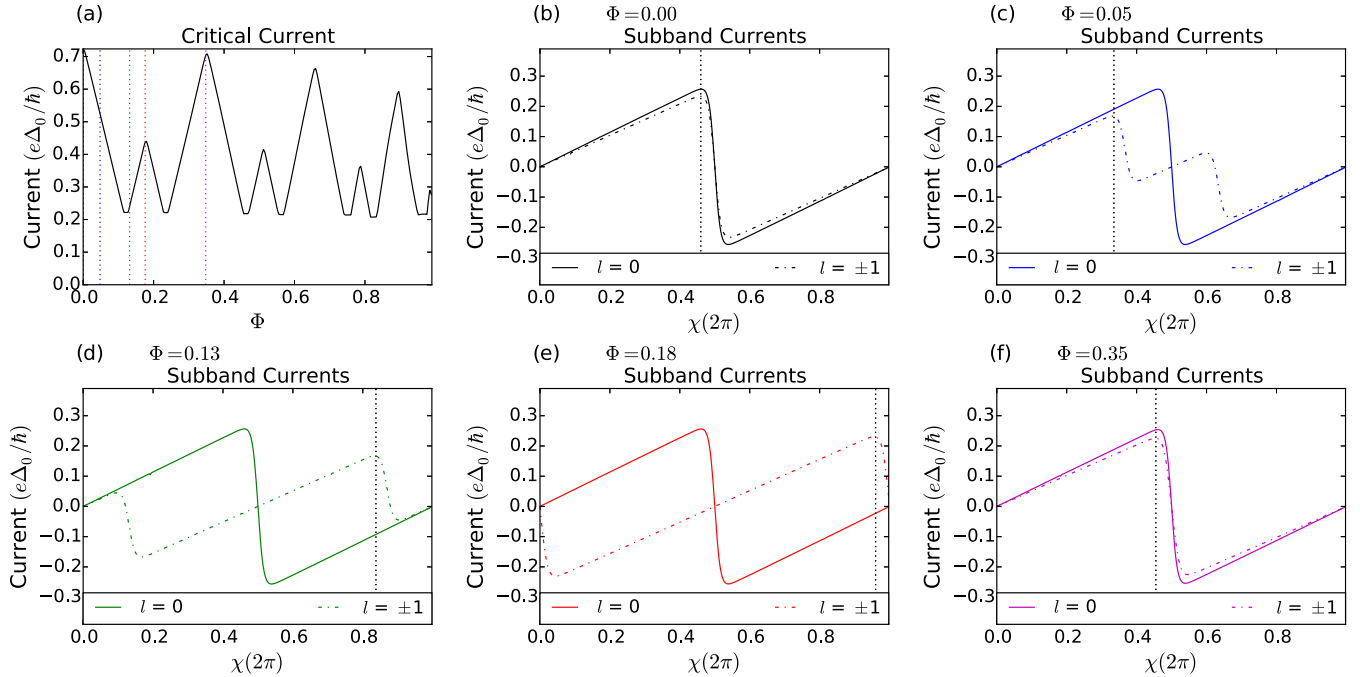 (a)
Critical Current
Current (eΔ₀/ħ)
0.7
0.6
0.5
0.4
0.3
0.2
0.1
0.0
0.0 0.2 0.4 0.6 0.8
Φ
(b) Φ=0.00
Subband Currents
Current (eΔ₀/ħ)
0.3
0.2
0.1
0.0
−0.1
−0.2
−0.3
l = 0 l = ±1
0.0 0.2 0.4 0.6 0.8
χ(2π)
(c) Φ=0.05
Subband Currents
Current (eΔ₀/ħ)
0.3
0.2
0.1
0.0
−0.1
−0.2
−0.3
l = 0 l = ±1
0.0 0.2 0.4 0.6 0.8
χ(2π)
(d) Φ=0.13
Subband Currents
Current (eΔ₀/ħ)
0.3
0.2
0.1
0.0
−0.1
−0.2
−0.3
l = 0 l = ±1
0.0 0.2 0.4 0.6 0.8
χ(2π)
(e) Φ=0.18
Subband Currents
Current (eΔ₀/ħ)
0.3
0.2
0.1
0.0
−0.1
−0.2
−0.3
l = 0 l = ±1
0.0 0.2 0.4 0.6 0.8
χ(2π)
(f) Φ=0.35
Subband Currents
Current (eΔ₀/ħ)
0.3
0.2
0.1
0.0
−0.1
−0.2
−0.3
l = 0 l = ±1
0.0 0.2 0.4 0.6 0.8
χ(2π)